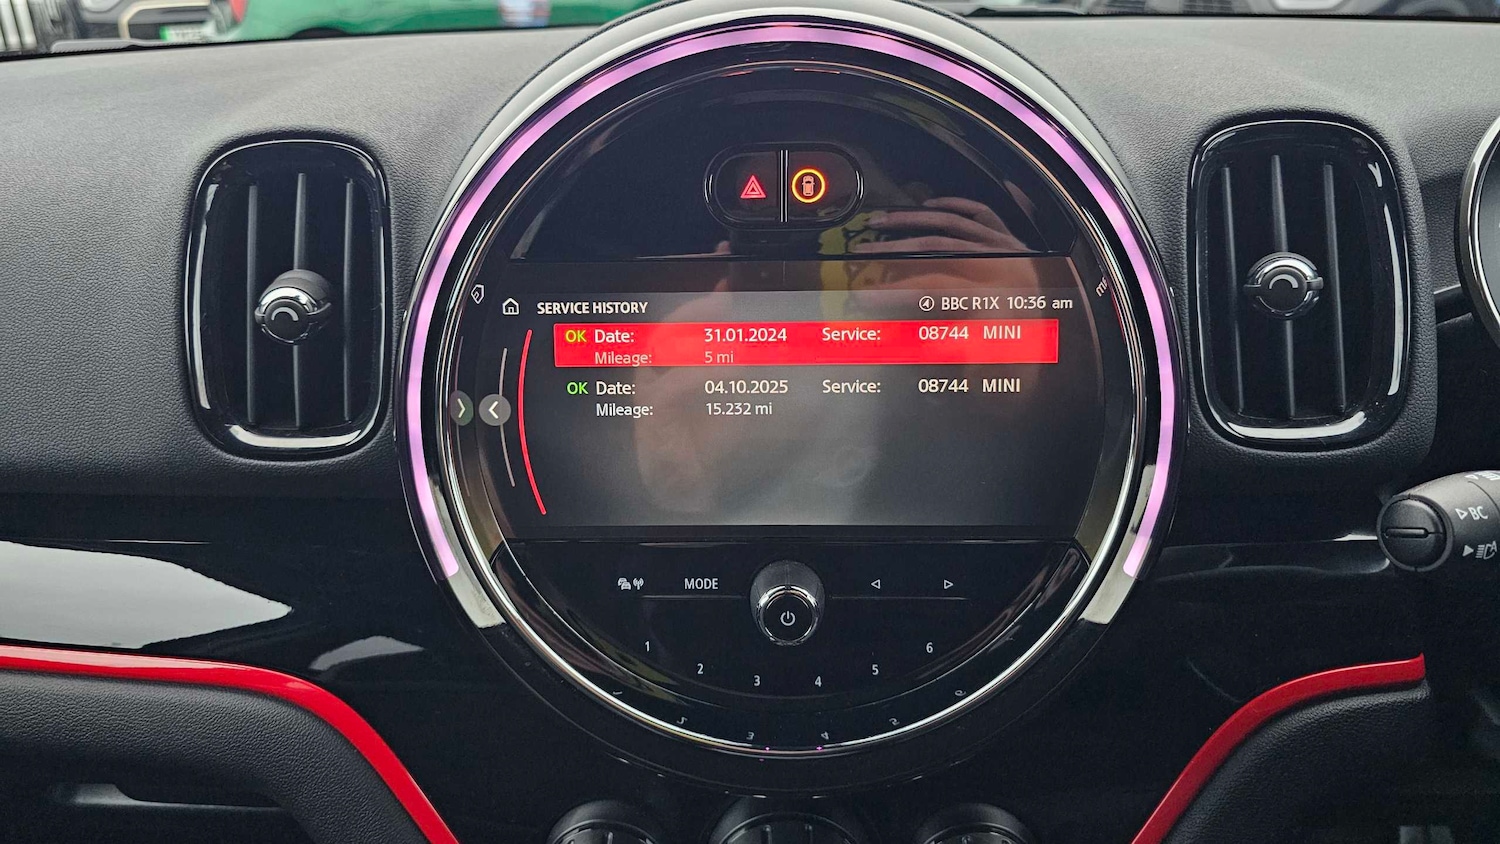 SERVICE HISTORY BBC R1X 10:36 am
OK Date: 31.01.2024 Service: 08744 MINI
Mileage: 5 mi
OK Date: 04.10.2025 Service: 08744 MINI
Mileage: 15.232 mi
MODE
1 2 3 4 5 6
BC